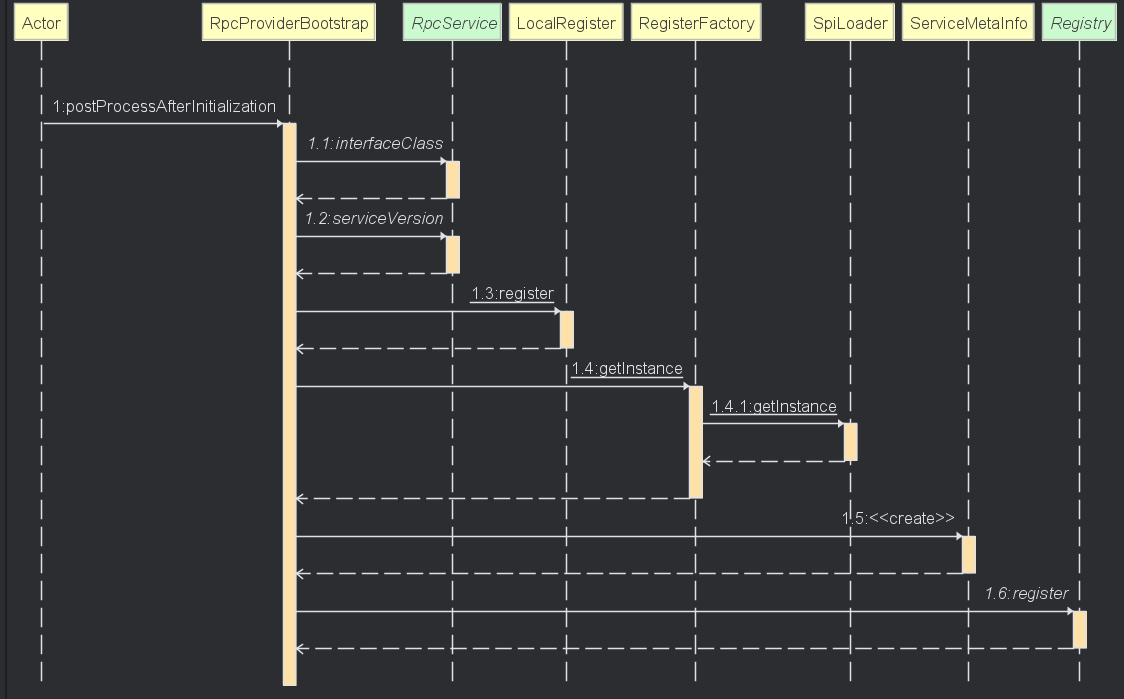 Actor
RpcProviderBootstrap
RpcService
LocalRegister
RegisterFactory
SpiLoader
ServiceMetaInfo
Registry
1:postProcessAfterInitialization
1.1:interfaceClass
1.2:serviceVersion
1.3:register
1.4:getInstance
1.4.1:getInstance
1.5:<<create>>
1.6:register